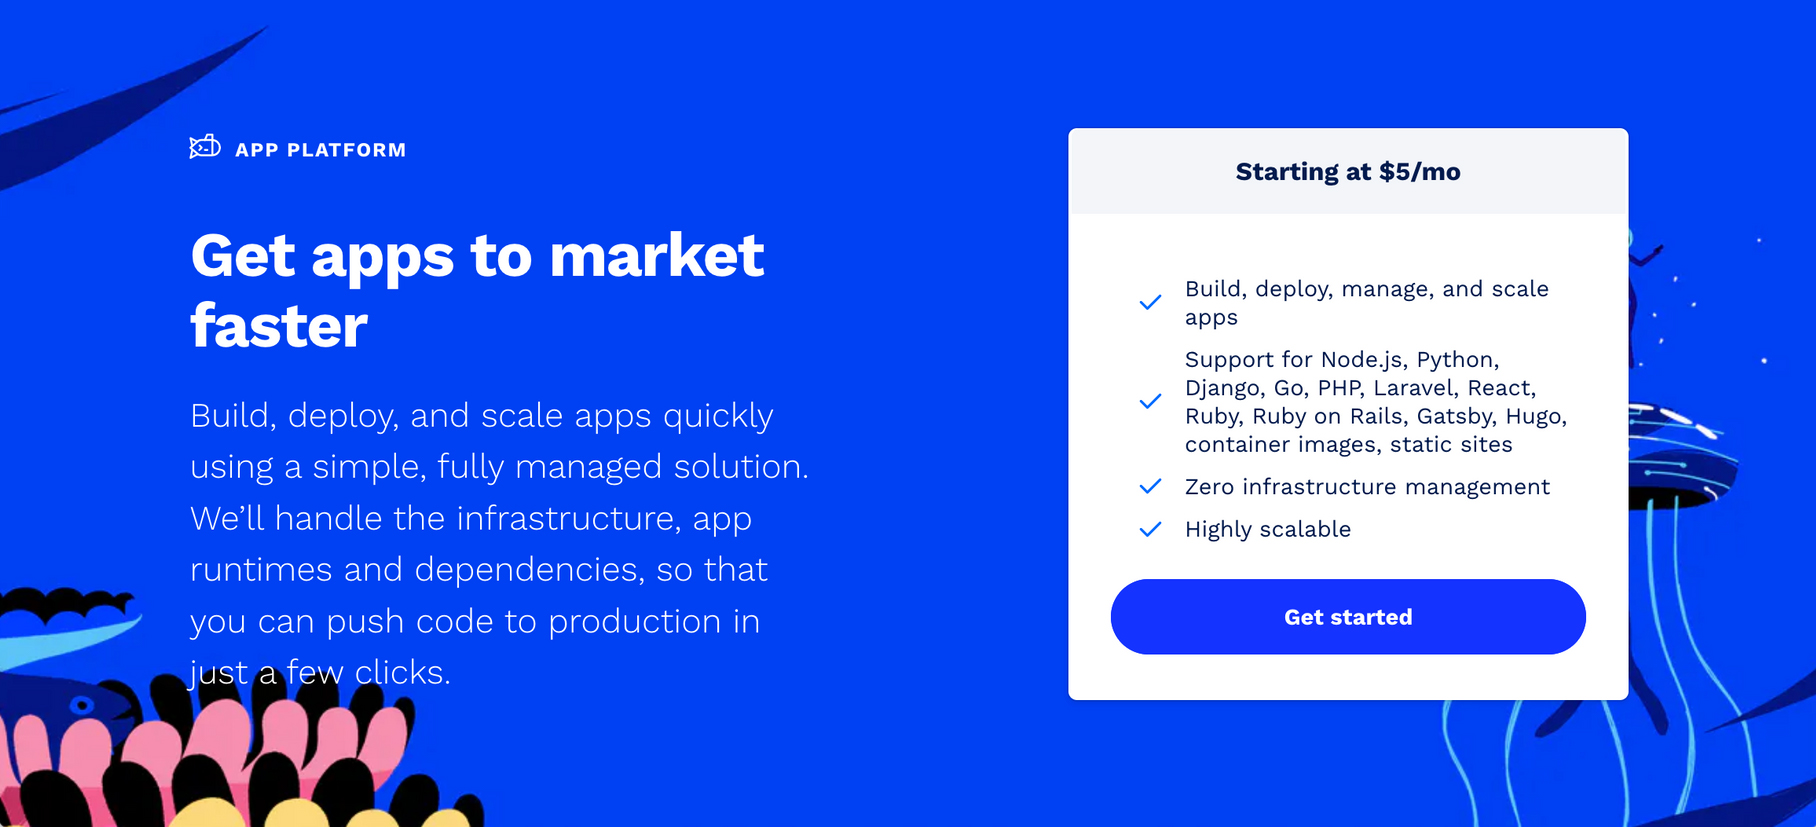 APP PLATFORM
Get apps to market
faster
Build, deploy, and scale apps quickly
using a simple, fully managed solution.
We’ll handle the infrastructure, app
runtimes and dependencies, so that
you can push code to production in
just a few clicks.
Starting at $5/mo
Build, deploy, manage, and scale
apps
Support for Node.js, Python,
Django, Go, PHP, Laravel, React,
Ruby, Ruby on Rails, Gatsby, Hugo,
container images, static sites
Zero infrastructure management
Highly scalable
Get started